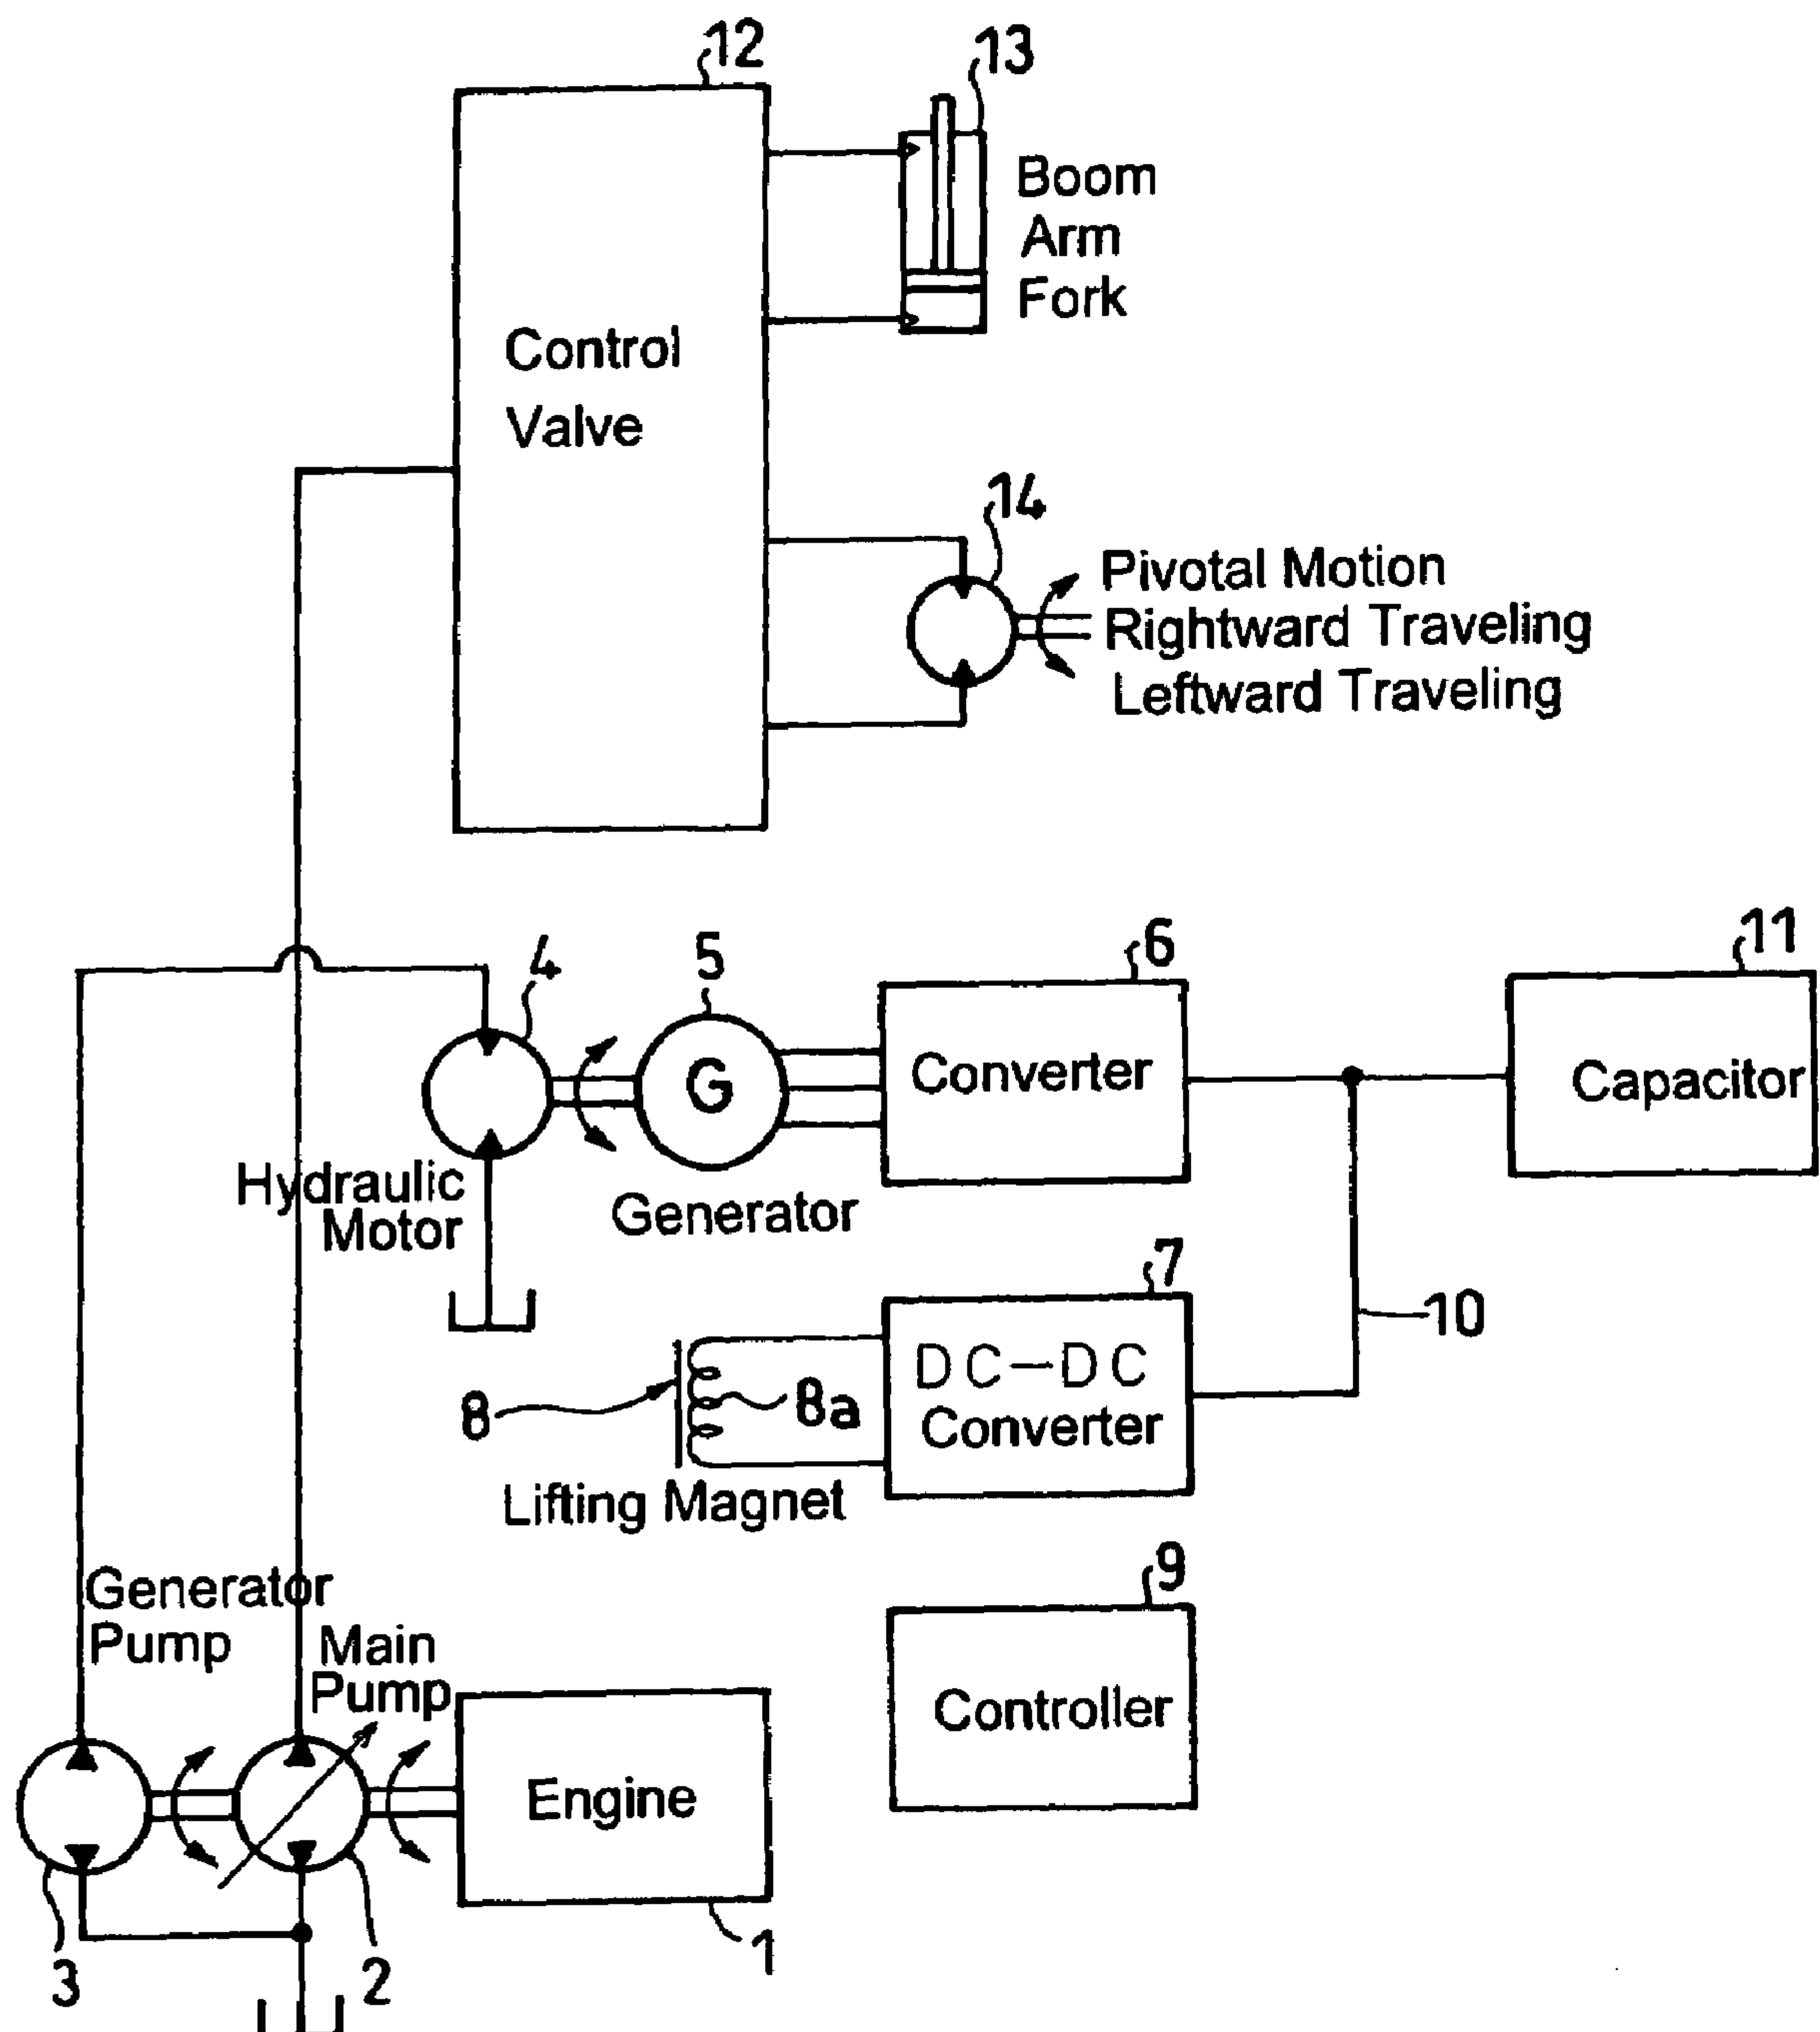 12
13
Boom
Arm
Fork
Control
Valve
14
Pivotal Motion
Rightward Traveling
Leftward Traveling
4
5
6
11
G
Converter
Capacitor
Hydraulic
Motor
Generator
7
10
DC-DC
Converter
8
8a
Lifting Magnet
9
Generator
Pump
Main
Pump
Controller
Engine
1
3
2